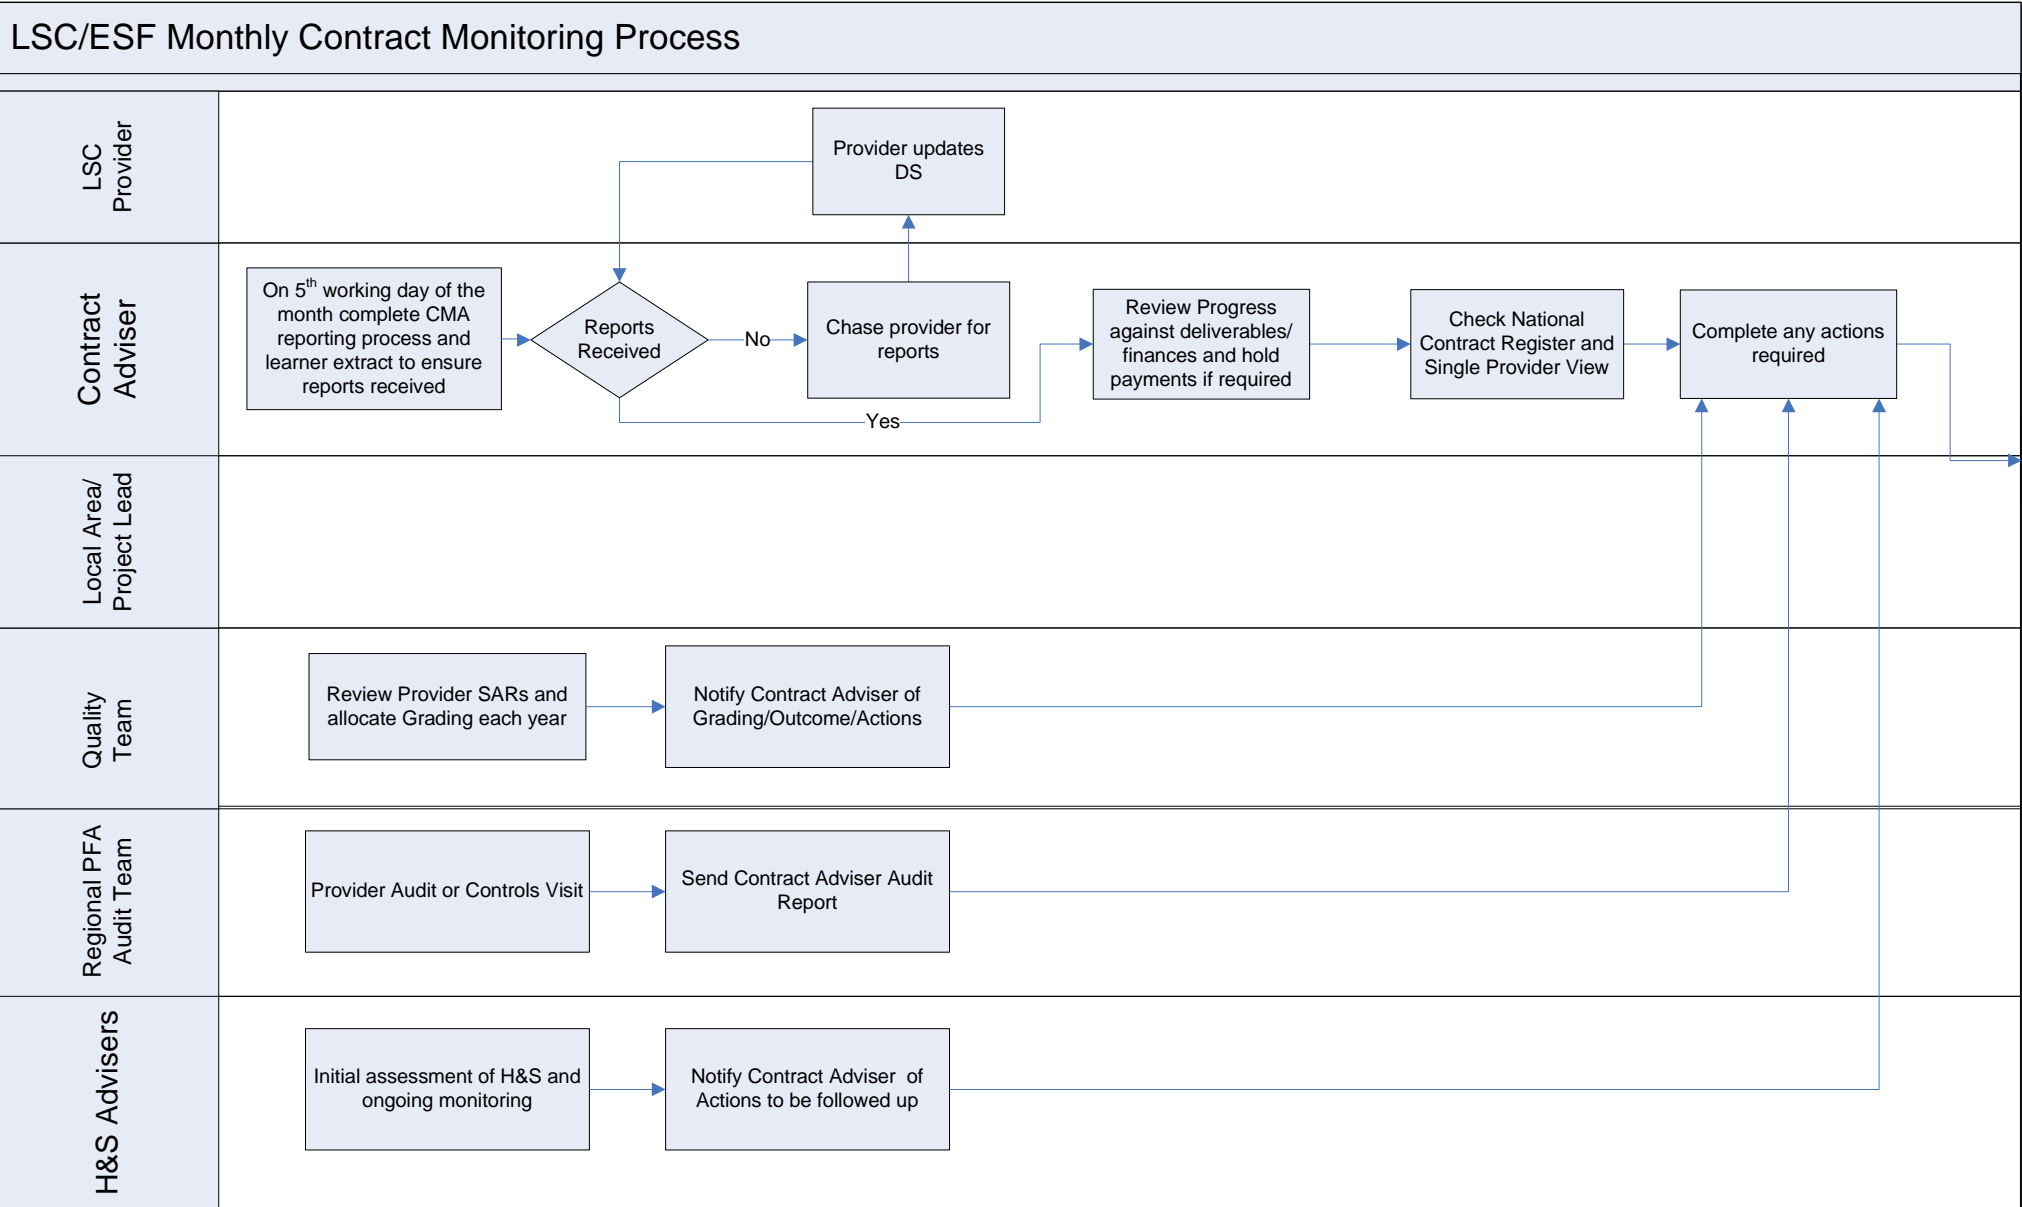 LSC/ESF Monthly Contract Monitoring Process
LSC
Provider
Provider updates
DS
Contract
Adviser
On 5th working day of the
month complete CMA
reporting process and
learner extract to ensure
reports received
Reports
Received
No
Chase provider for
reports
Yes
Review Progress
against deliverables/
finances and hold
payments if required
Check National
Contract Register and
Single Provider View
Complete any actions
required
Local Area/
Project Lead
Quality
Team
Review Provider SARs and
allocate Grading each year
Notify Contract Adviser of
Grading/Outcome/Actions
Regional PFA
Audit Team
Provider Audit or Controls Visit
Send Contract Adviser Audit
Report
H&S Advisers
Initial assessment of H&S and
ongoing monitoring
Notify Contract Adviser  of
Actions to be followed up